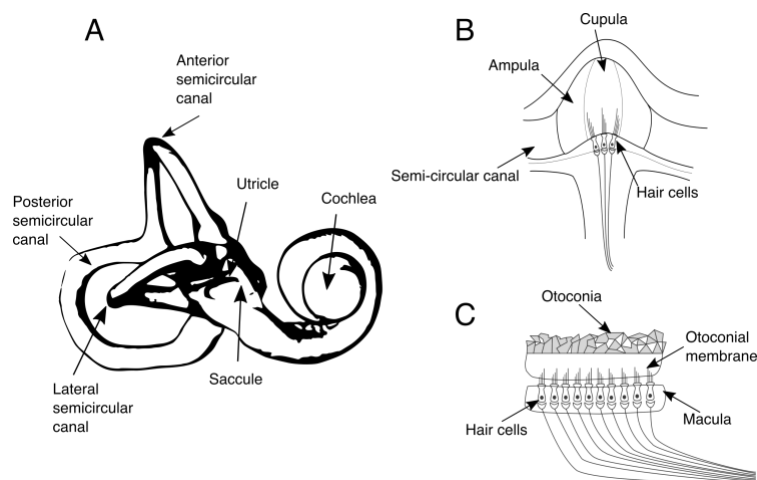 A
Anterior
semicircular
canal
Utricle
Cochlea
Posterior
semicircular
canal
Saccule
Lateral
semicircular
canal
B
Cupula
Ampula
Semi-circular canal
Hair cells
C
Otoconia
Otoconial
membrane
Macula
Hair cells